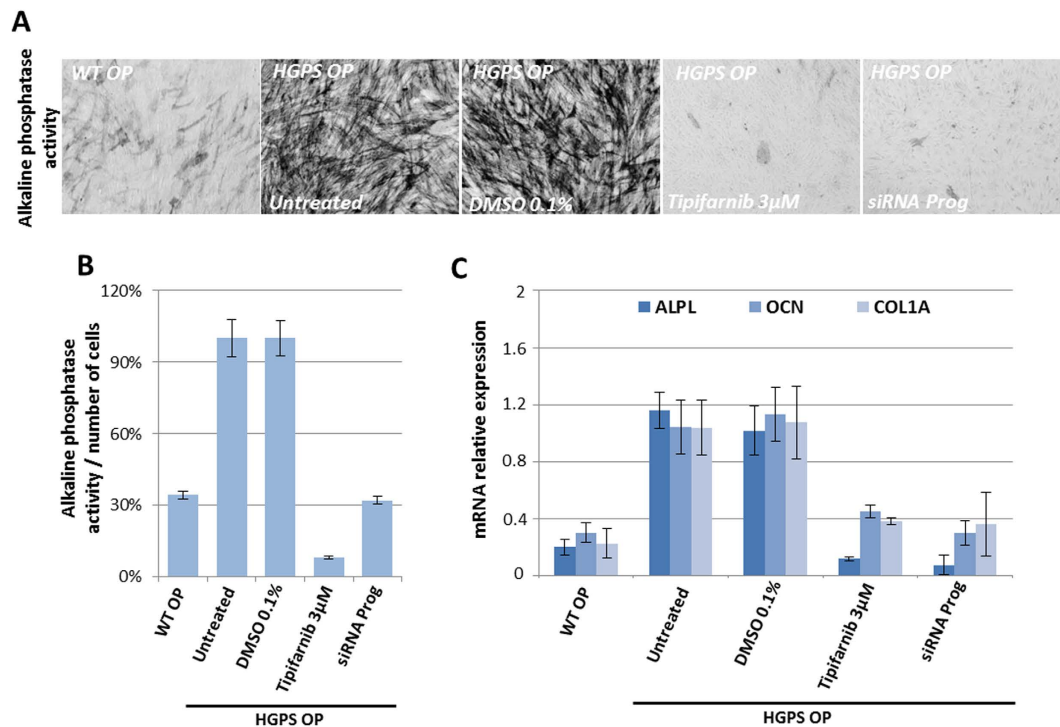 A
Alkaline phosphatase
activity
WT OP
HGPS OP
Untreated
HGPS OP
DMSO 0.1%
HGPS OP
Tipifarnib 3µM
HGPS OP
siRNA Prog
B
Alkaline phosphatase
activity / number of cells
120%
90%
60%
30%
0%
WT OP
Untreated
DMSO 0.1%
Tipifarnib 3µM
siRNA Prog
HGPS OP
C
mRNA relative expression
2
1.6
1.2
0.8
0.4
0
ALPL
OCN
COL1A
WT OP
Untreated
DMSO 0.1%
Tipifarnib 3µM
siRNA Prog
HGPS OP